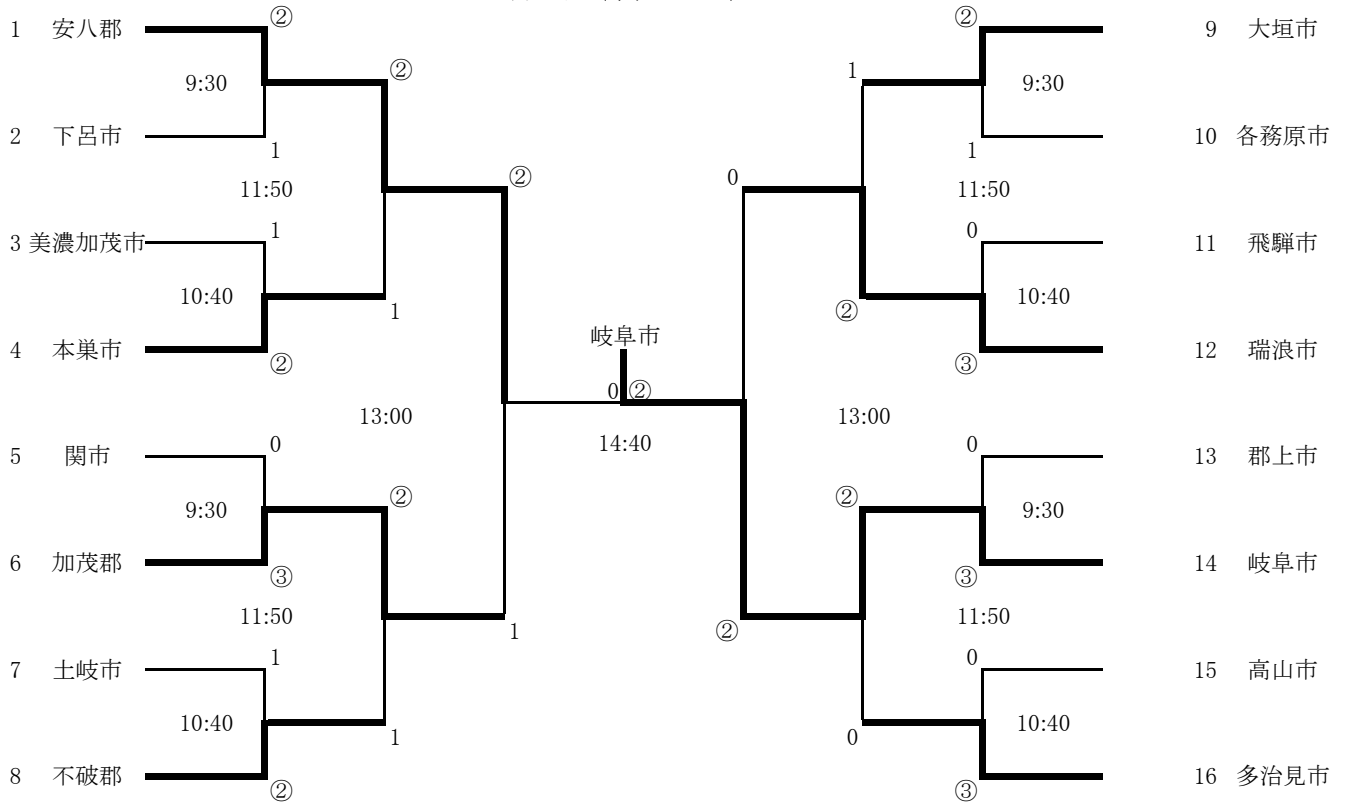 ② ②
1 安八郡 9 大垣市
② 1
9:30 9:30
2 下呂市 10 各務原市
1 1
② 0
11:50 11:50
1 0
3 美濃加茂市 11 飛騨市
10:40 10:40
1 ②
岐阜市
4 本巣市 12 瑞浪市
② ③
0 ②
13:00 13:00
0 14:40 0
5 関市 13 郡上市
② ②
9:30 9:30
6 加茂郡 14 岐阜市
③ ③
11:50 11:50
1 ②
1 0
7 土岐市 15 高山市
10:40 10:40
1 0
8 不破郡 16 多治見市
② ③